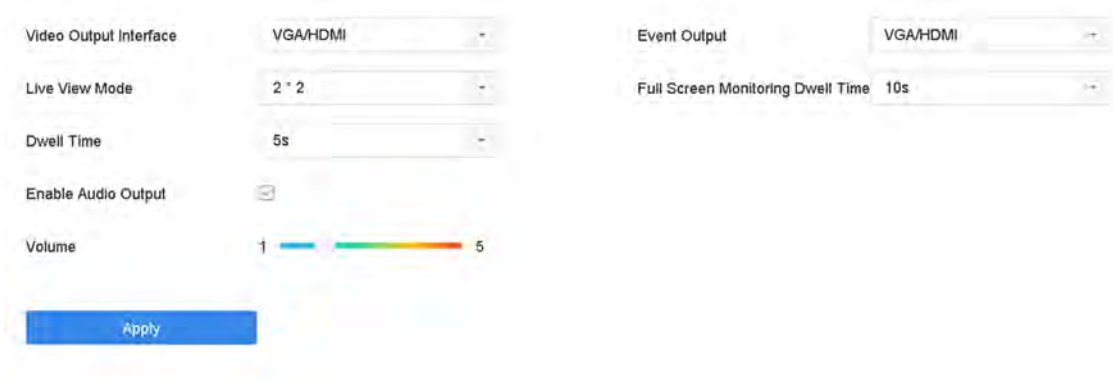 Video Output Interface VGA/HDMI
Event Output VGA/HDMI
Live View Mode 2 * 2
Full Screen Monitoring Dwell Time 10s
Dwell Time 5s
Enable Audio Output
Volume 1 5
Apply